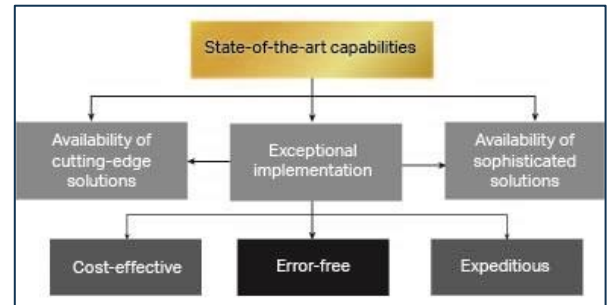 State-of-the-art capabilities
Availability of
cutting-edge
solutions
Exceptional
implementation
Availability of
sophisticated
solutions
Cost-effective
Error-free
Expeditious